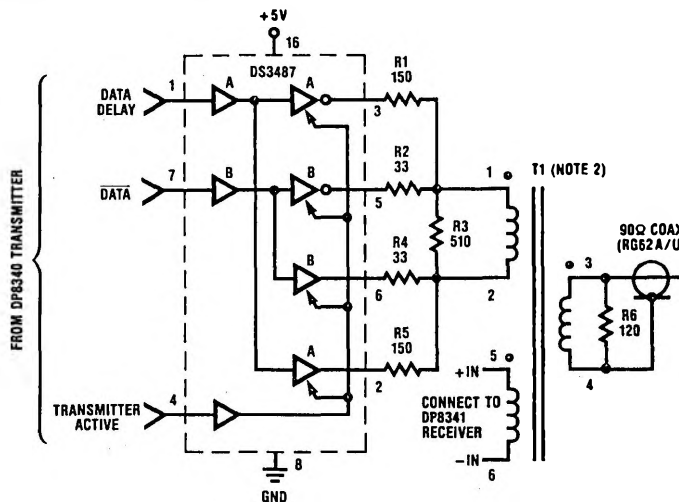 +5V
16
DS3487
DATA
DELAY
1
A
A
3
R1
150
DATA
7
B
B
5
R2
33
R3
510
1
2
T1 (NOTE 2)
B
6
R4
33
A
2
R5
150
TRANSMITTER
ACTIVE
4
8
GND
FROM DP8340 TRANSMITTER
5
+IN
CONNECT TO
DP8341
RECEIVER
-IN
6
90Ω COAX
(RG62A/U
3
R6
120
4